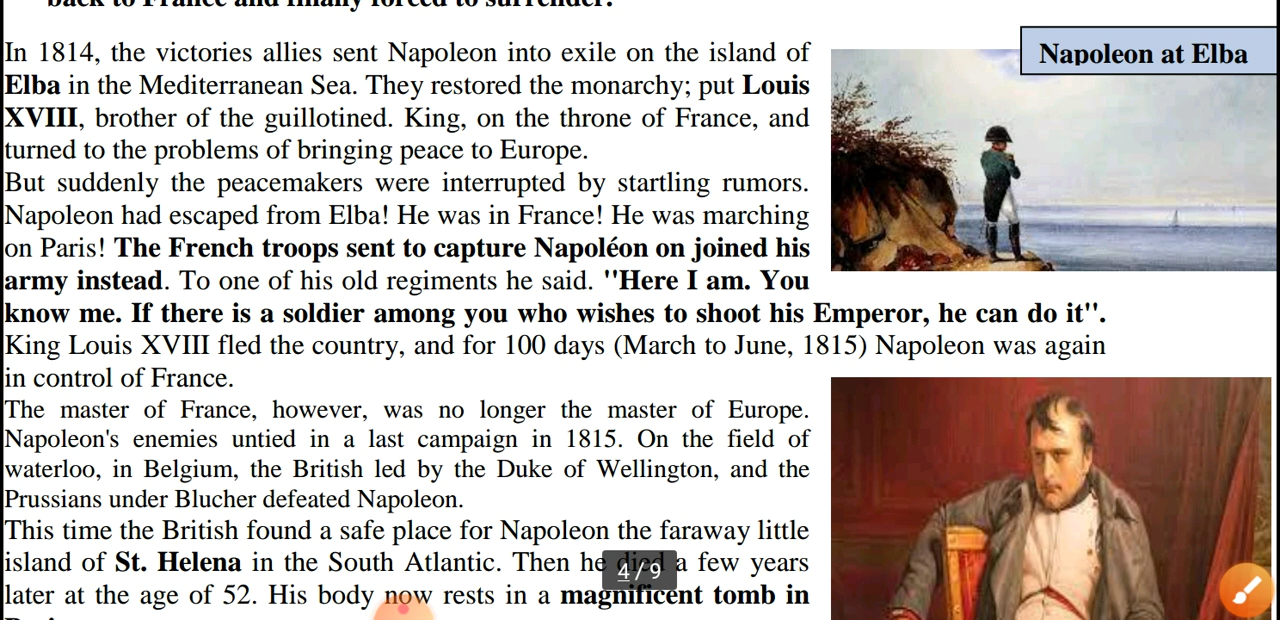 back to France and finally forced to surrender.
Napoleon at Elba
In 1814, the victories allies sent Napoleon into exile on the island of
Elba in the Mediterranean Sea. They restored the monarchy; put Louis
XVIII, brother of the guillotined. King, on the throne of France, and
turned to the problems of bringing peace to Europe.
But suddenly the peacemakers were interrupted by startling rumors.
Napoleon had escaped from Elba! He was in France! He was marching
on Paris! The French troops sent to capture Napoléon on joined his
army instead. To one of his old regiments he said. "Here I am. You
know me. If there is a soldier among you who wishes to shoot his Emperor, he can do it".
King Louis XVIII fled the country, and for 100 days (March to June, 1815) Napoleon was again
in control of France.
The master of France, however, was no longer the master of Europe.
Napoleon's enemies untied in a last campaign in 1815. On the field of
waterloo, in Belgium, the British led by the Duke of Wellington, and the
Prussians under Blucher defeated Napoleon.
This time the British found a safe place for Napoleon the faraway little
island of St. Helena in the South Atlantic. Then he died a few years
4 / 9
later at the age of 52. His body now rests in a magnificent tomb in